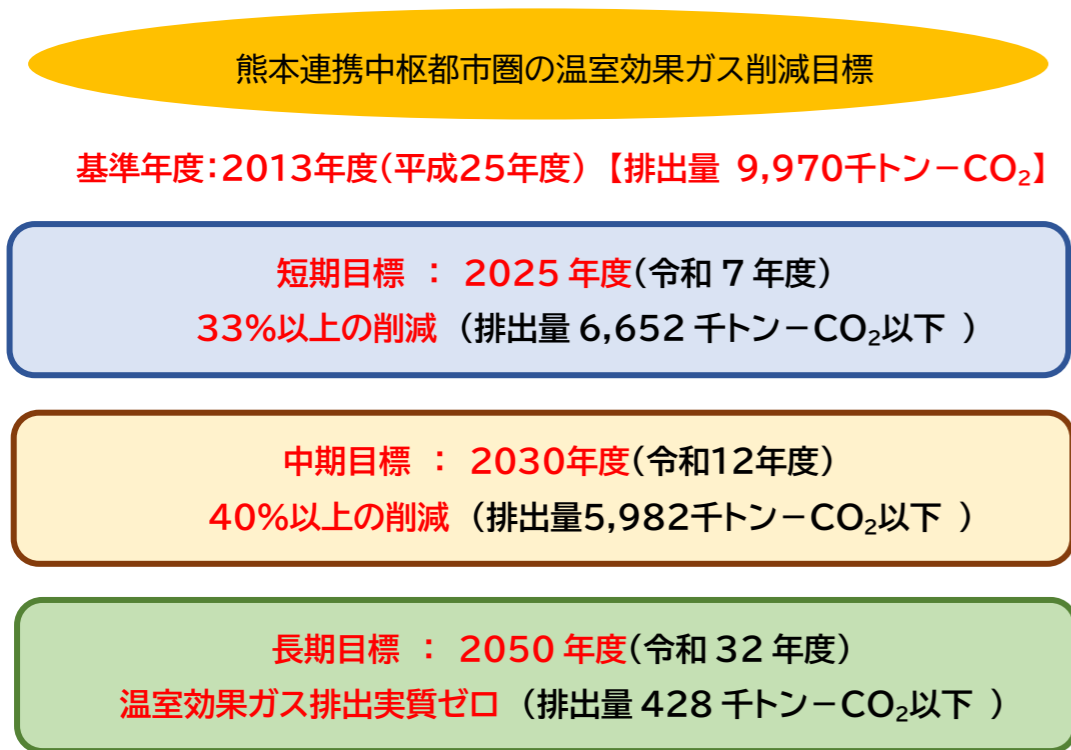 熊本連携中枢都市圏の温室効果ガス削減目標
基準年度：2013年度(平成25年度) 【排出量 9,970千トン－CO₂】
短期目標 ： 2025 年度(令和 7 年度)
33%以上の削減 (排出量 6,652 千トン－CO₂以下 )
中期目標 ： 2030年度(令和12年度)
40%以上の削減 (排出量5,982千トン－CO₂以下 )
長期目標 ： 2050 年度(令和 32 年度)
温室効果ガス排出実質ゼロ (排出量 428 千トン－CO₂以下 )